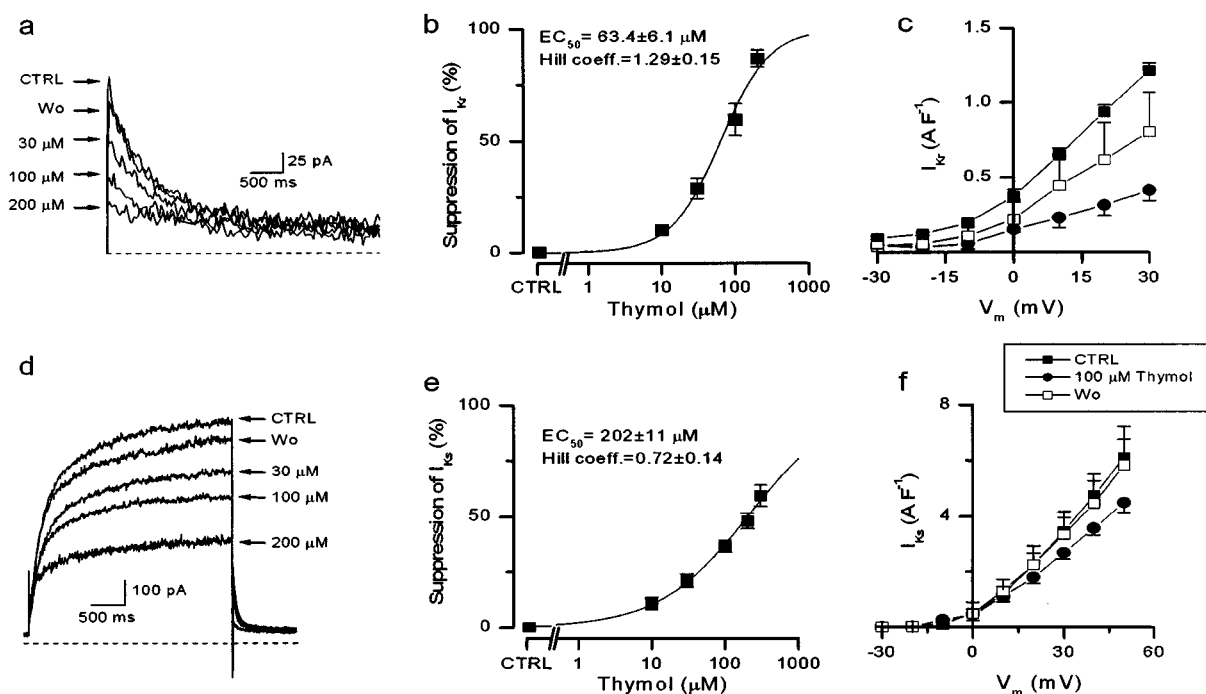 a
CTRL
Wo
30 μM
100 μM
200 μM
25 pA
500 ms
b
EC50= 63.4±6.1 μM
Hill coeff.=1.29±0.15
Suppression of IKr (%)
100
50
0
CTRL 1 10 100 1000
Thymol (μM)
c
IKr (A F-1)
1.5
1.0
0.5
-30 -15 0 15 30
Vm (mV)
d
CTRL
Wo
30 μM
100 μM
200 μM
100 pA
500 ms
e
EC50= 202±11 μM
Hill coeff.=0.72±0.14
Suppression of IKs (%)
100
50
0
CTRL 1 10 100 1000
Thymol (μM)
f
CTRL
100 μM Thymol
Wo
IKs (A F-1)
8
4
-30 0 30 60
Vm (mV)